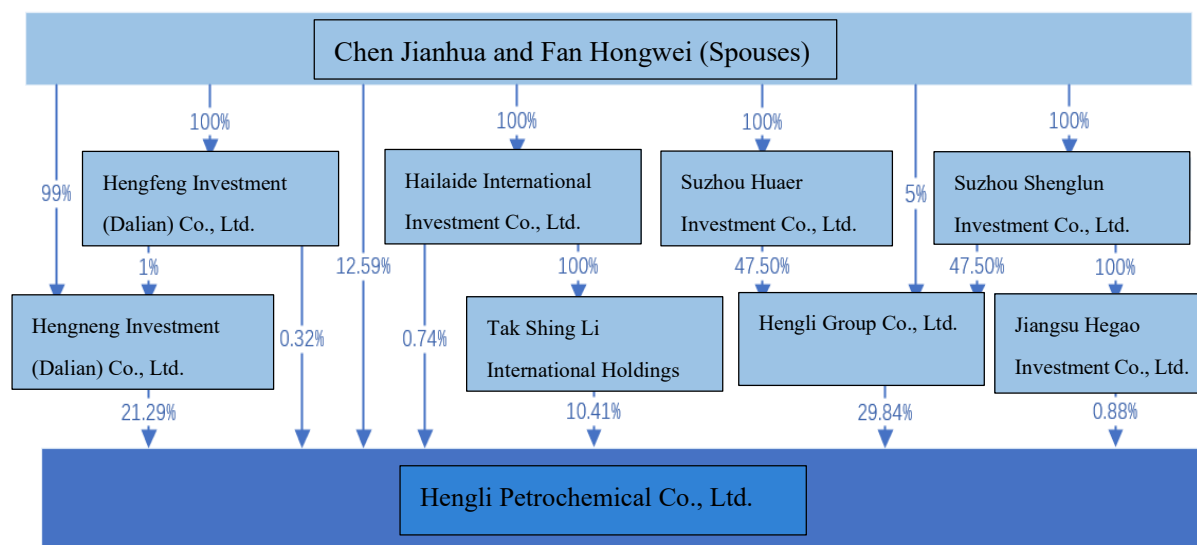 Chen Jianhua and Fan Hongwei (Spouses)
100%
100%
100%
100%
Hengfeng Investment
(Dalian) Co., Ltd.
Hailaide International
Investment Co., Ltd.
Suzhou Huaer
Investment Co., Ltd.
Suzhou Shenglun
Investment Co., Ltd.
99%
5%
1%
12.59%
100%
47.50%
47.50%
100%
Hengneng Investment
(Dalian) Co., Ltd.
0.32%
0.74%
Tak Shing Li
International Holdings
Hengli Group Co., Ltd.
Jiangsu Hegao
Investment Co., Ltd.
21.29%
10.41%
29.84%
0.88%
Hengli Petrochemical Co., Ltd.